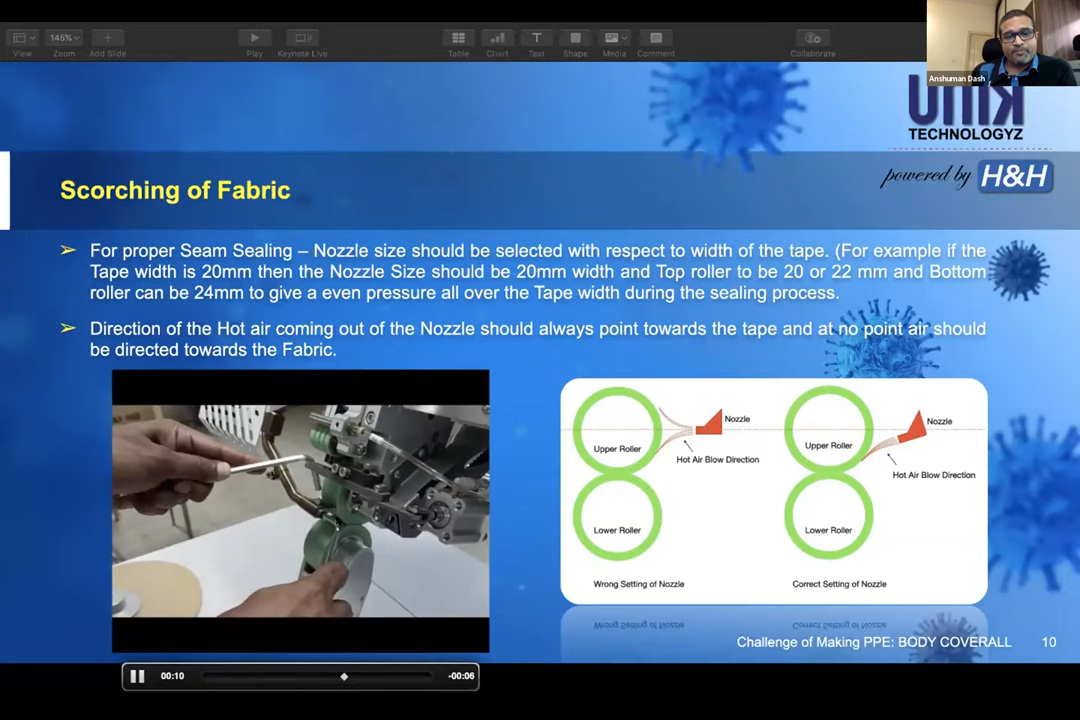 145%
View
Zoom
Add Slide
Play
Keynote Live
Table
Chart
Text
Shape
Media
Comment
Collaborate
Anshuman Dash
UNIK
TECHNOLOGYZ
powered by H&H
Scorching of Fabric
For proper Seam Sealing – Nozzle size should be selected with respect to width of the tape. (For example if the
Tape width is 20mm then the Nozzle Size should be 20mm width and Top roller to be 20 or 22 mm and Bottom
roller can be 24mm to give a even pressure all over the Tape width during the sealing process.
Direction of the Hot air coming out of the Nozzle should always point towards the tape and at no point air should
be directed towards the Fabric.
Nozzle
Upper Roller
Hot Air Blow Direction
Lower Roller
Wrong Setting of Nozzle
Nozzle
Upper Roller
Hot Air Blow Direction
Lower Roller
Correct Setting of Nozzle
Challenge of Making PPE: BODY COVERALL 10
00:10
-00:06